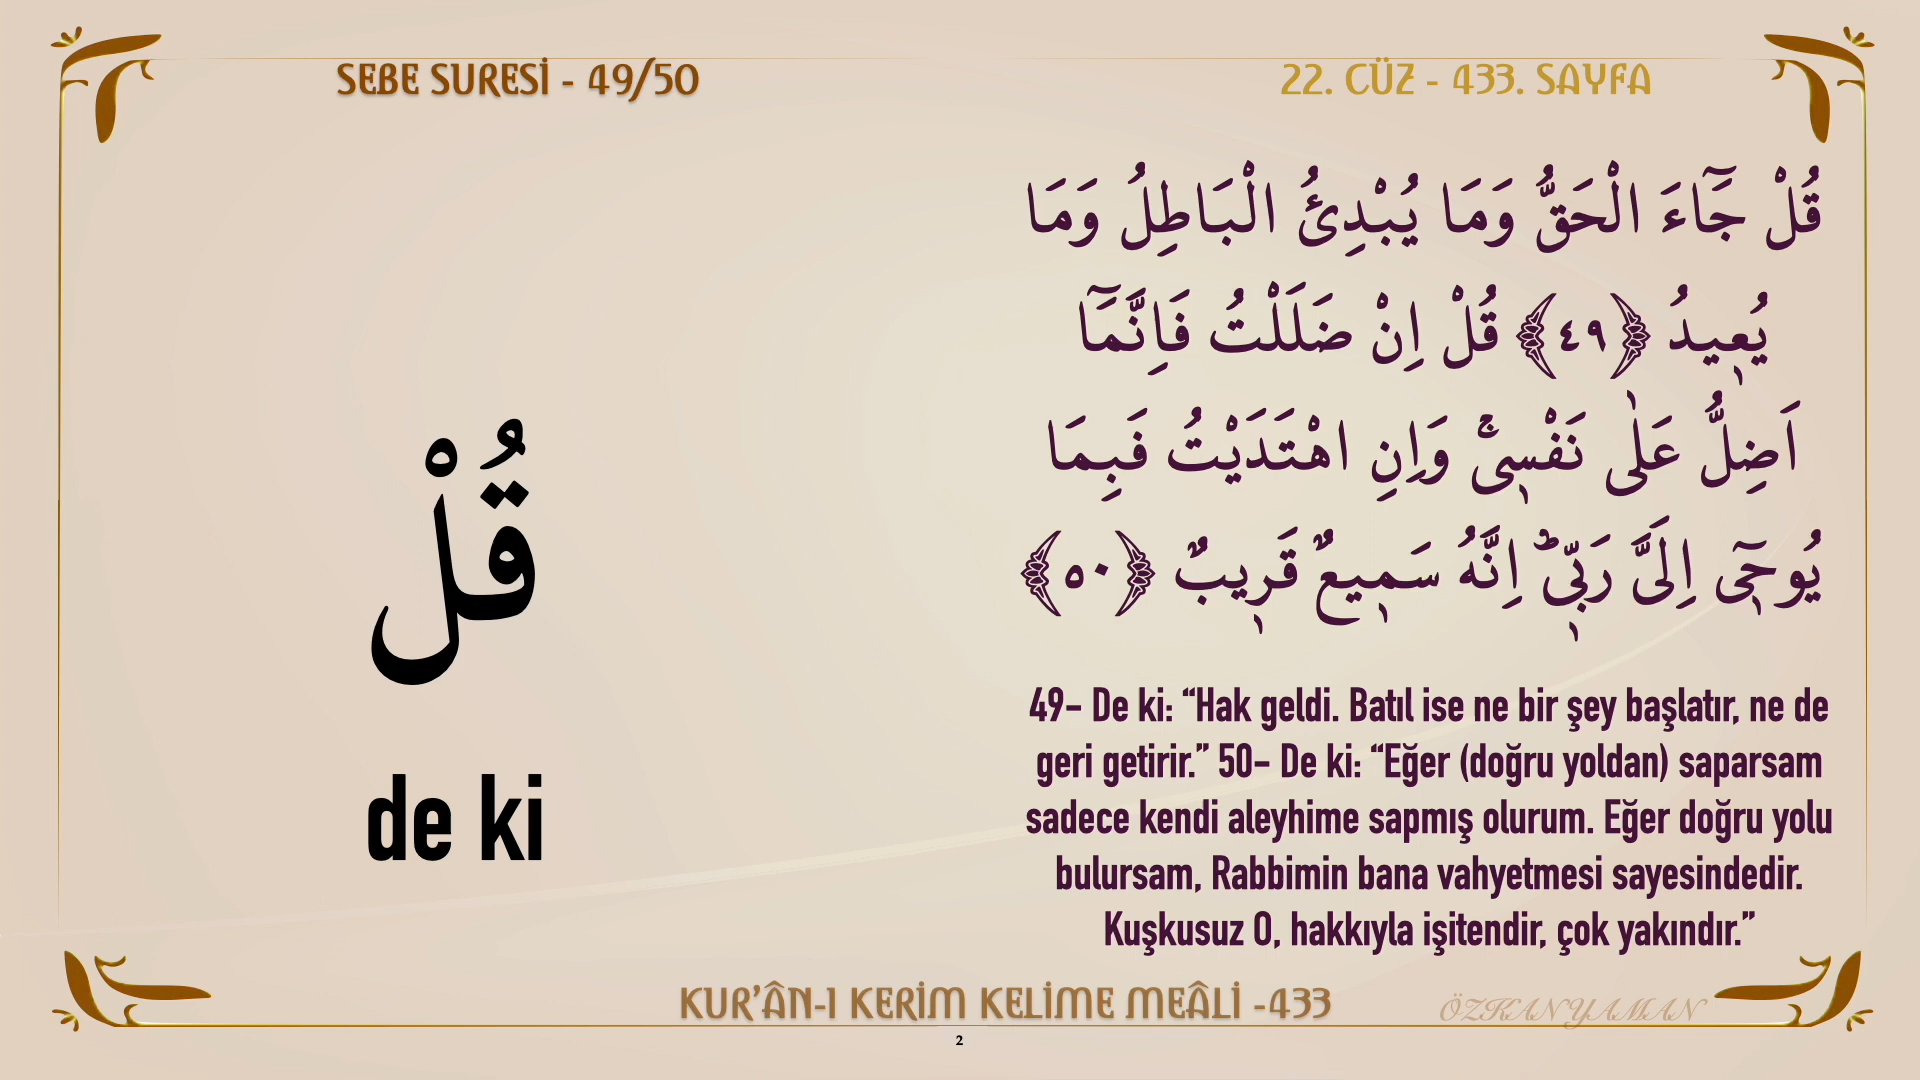 SEBE SURESİ - 49/50
22. CÜZ - 433. SAYFA
قُلْ جَٓاءَ الْحَقُّ وَمَا يُبْدِئُ الْبَاطِلُ وَمَا
يُعٖيدُ ﴿٤٩﴾ قُلْ اِنْ ضَلَلْتُ فَاِنَّمَٓا
اَضِلُّ عَلٰى نَفْسٖىۚ وَاِنِ اهْتَدَيْتُ فَبِمَا
يُوحٖٓى اِلَىَّ رَبّٖىؕ اِنَّهُ سَمٖيعٌ قَرٖيبٌ ﴿٥٠﴾
قُلْ
de ki
49– De ki: “Hak geldi. Batıl ise ne bir şey başlatır, ne de
geri getirir.” 50– De ki: “Eğer (doğru yoldan) saparsam
sadece kendi aleyhime sapmış olurum. Eğer doğru yolu
bulursam, Rabbimin bana vahyetmesi sayesindedir.
Kuşkusuz O, hakkıyla işitendir, çok yakındır.”
KUR’ÂN-I KERİM KELİME MEÂLİ -433
ÖZKAN YAMAN
2